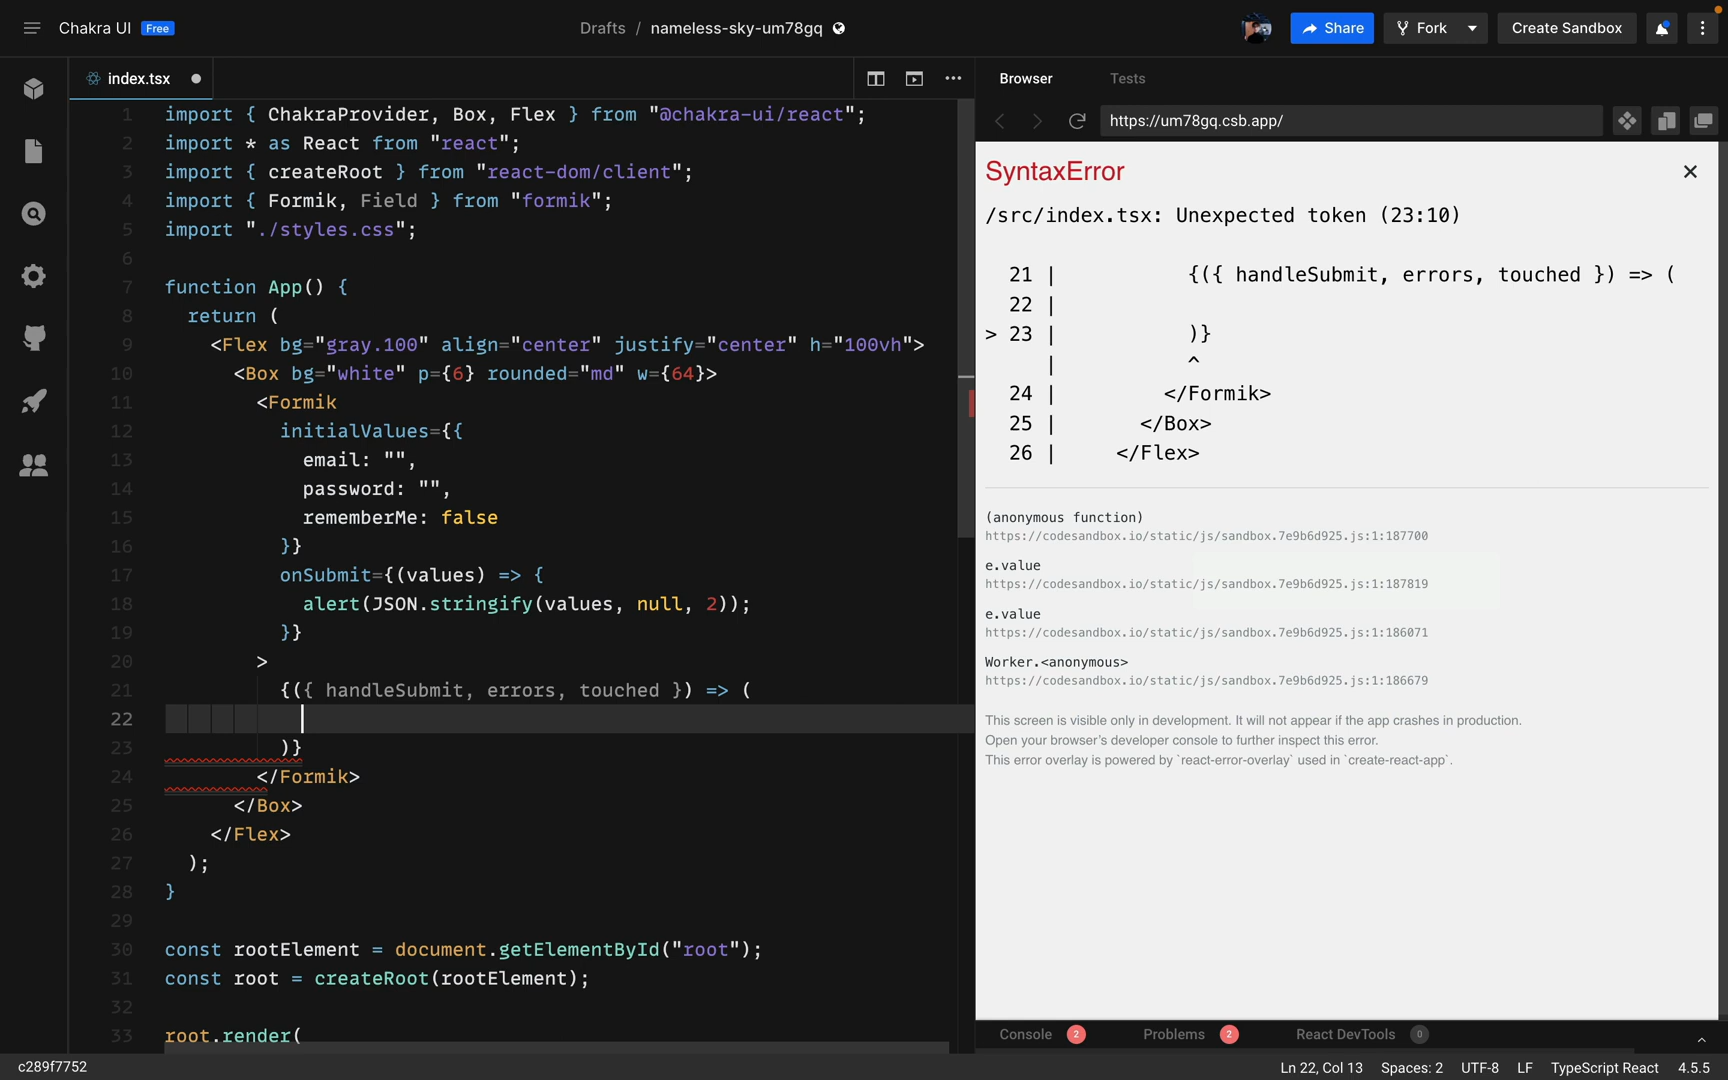 Chakra UI Free
Drafts / nameless-sky-um78gq
Share
Fork
Create Sandbox
index.tsx
Browser
Tests
https://um78gq.csb.app/
1 import { ChakraProvider, Box, Flex } from "@chakra-ui/react";
2 import * as React from "react";
3 import { createRoot } from "react-dom/client";
4 import { Formik, Field } from "formik";
5 import "./styles.css";
6
7 function App() {
8 return (
9 <Flex bg="gray.100" align="center" justify="center" h="100vh">
10 <Box bg="white" p={6} rounded="md" w={64}>
11 <Formik
12 initialValues={{
13 email: "",
14 password: "",
15 rememberMe: false
16 }}
17 onSubmit={(values) => {
18 alert(JSON.stringify(values, null, 2));
19 }}
20 >
21 {({ handleSubmit, errors, touched }) => (
22
23 )}
24 </Formik>
25 </Box>
26 </Flex>
27 );
28 }
29
30 const rootElement = document.getElementById("root");
31 const root = createRoot(rootElement);
32
33 root.render(
SyntaxError
/src/index.tsx: Unexpected token (23:10)
21 | {({ handleSubmit, errors, touched }) => (
22 |
> 23 | )}
| ^
24 | </Formik>
25 | </Box>
26 | </Flex>
(anonymous function)
https://codesandbox.io/static/js/sandbox.7e9b6d925.js:1:187700
e.value
https://codesandbox.io/static/js/sandbox.7e9b6d925.js:1:187819
e.value
https://codesandbox.io/static/js/sandbox.7e9b6d925.js:1:186071
Worker.<anonymous>
https://codesandbox.io/static/js/sandbox.7e9b6d925.js:1:186679
This screen is visible only in development. It will not appear if the app crashes in production.
Open your browser’s developer console to further inspect this error.
This error overlay is powered by `react-error-overlay` used in `create-react-app`.
Console 2
Problems 2
React DevTools 0
c289f7752
Ln 22, Col 13 Spaces: 2 UTF-8 LF TypeScript React 4.5.5